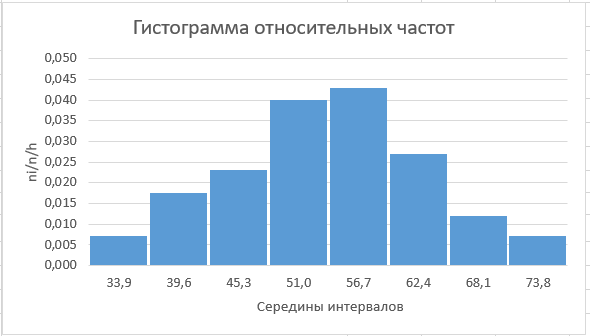 Гистограмма относительных частот
0,050
0,045
0,040
0,035
0,030
0,025
0,020
0,015
0,010
0,005
0,000
ni/n/h
33,9 39,6 45,3 51,0 56,7 62,4 68,1 73,8
Середины интервалов